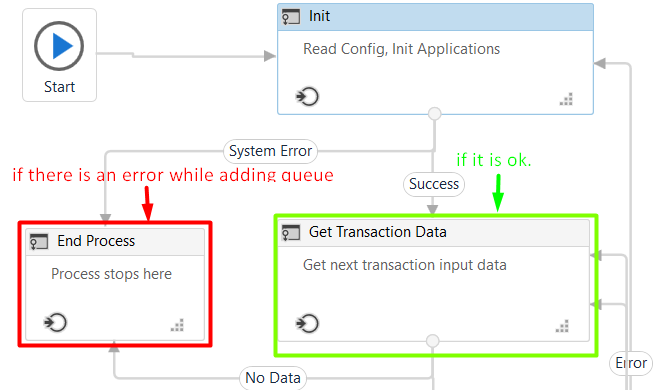 Init
Read Config, Init Applications
Start
System Error
if it is ok.
if there is an error while adding queue
Success
End Process
Get Transaction Data
Process stops here
Get next transaction input data
Error
No Data